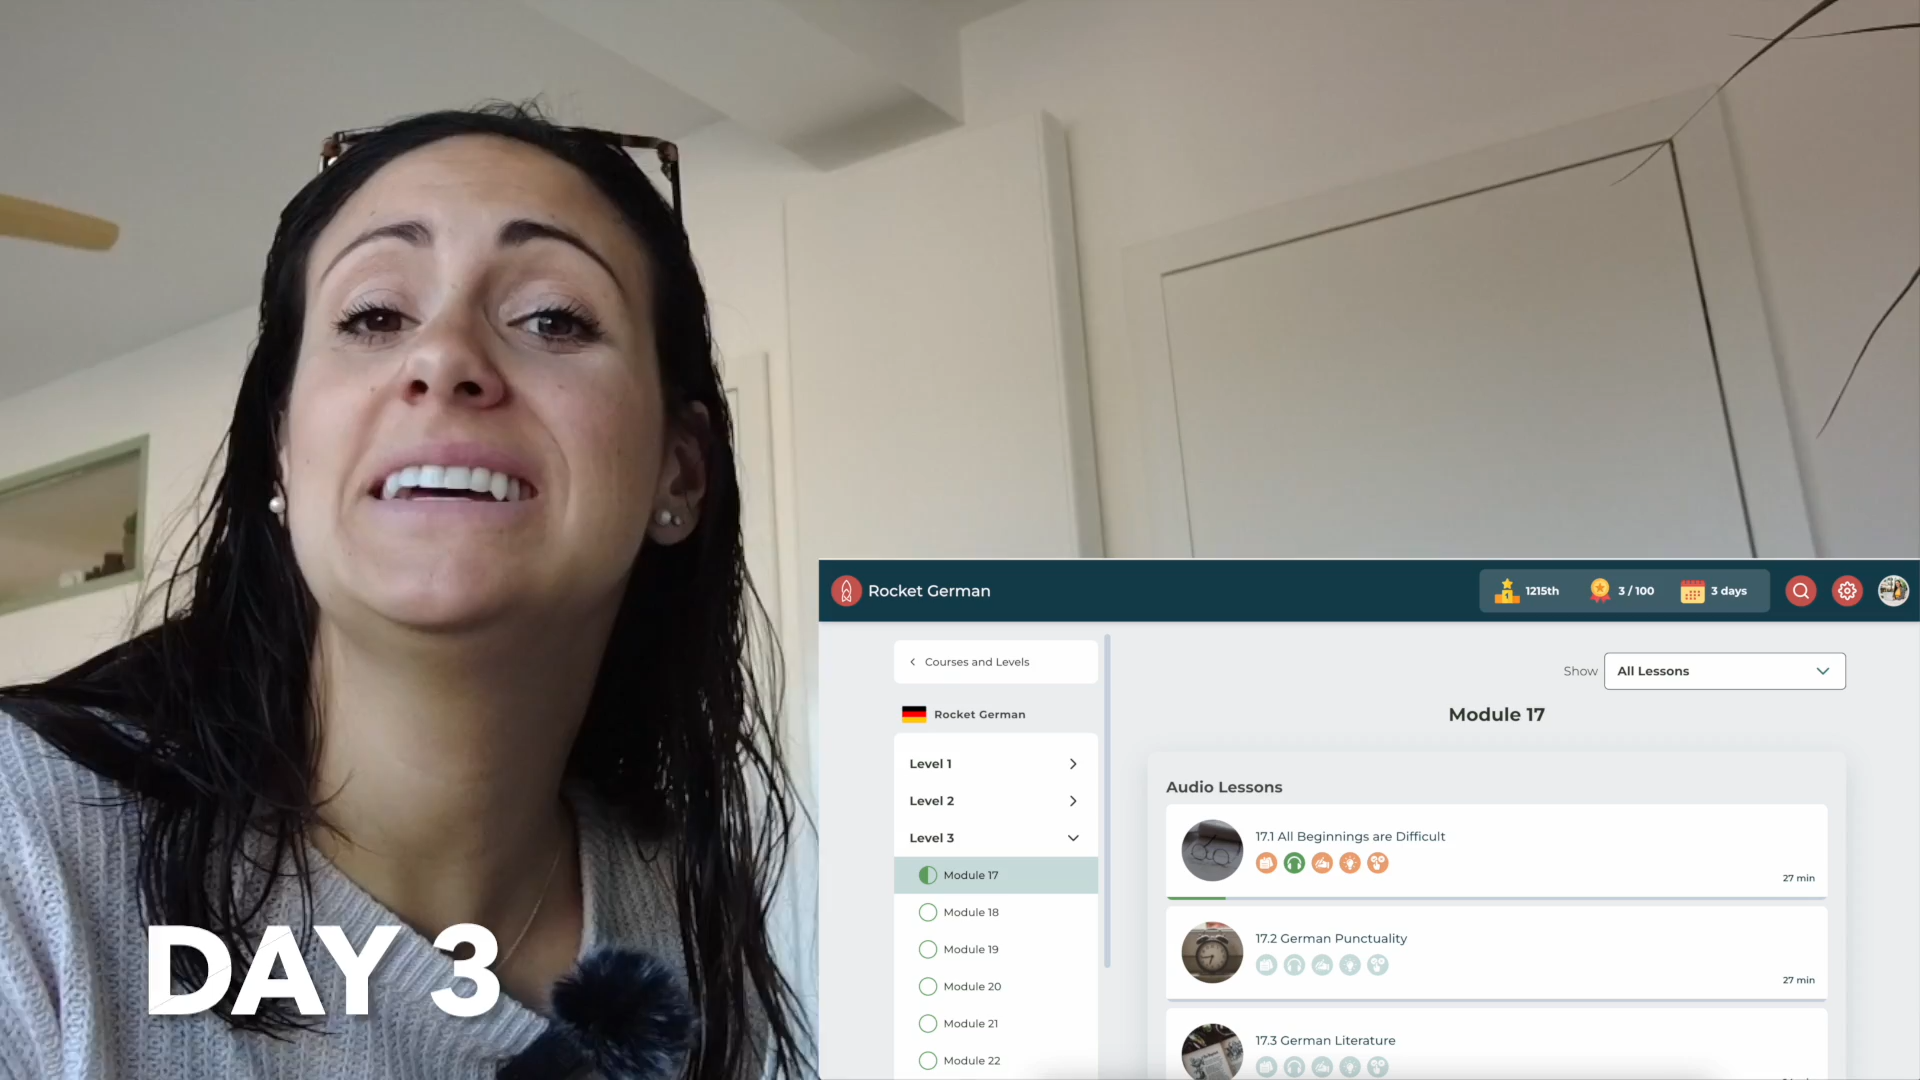 DAY 3
Rocket German
1215th
3 / 100
3 days
Courses and Levels
Rocket German
Level 1
Level 2
Level 3
Module 17
Module 18
Module 19
Module 20
Module 21
Module 22
Show
All Lessons
Module 17
Audio Lessons
17.1 All Beginnings are Difficult
27 min
17.2 German Punctuality
27 min
17.3 German Literature